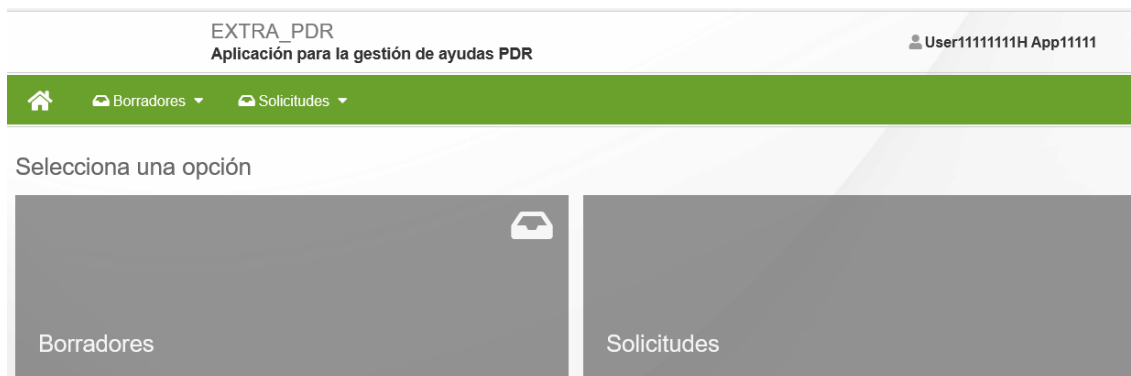 EXTRA_PDR
Aplicación para la gestión de ayudas PDR
User11111111H App11111
Borradores
Solicitudes
Selecciona una opción
Borradores
Solicitudes